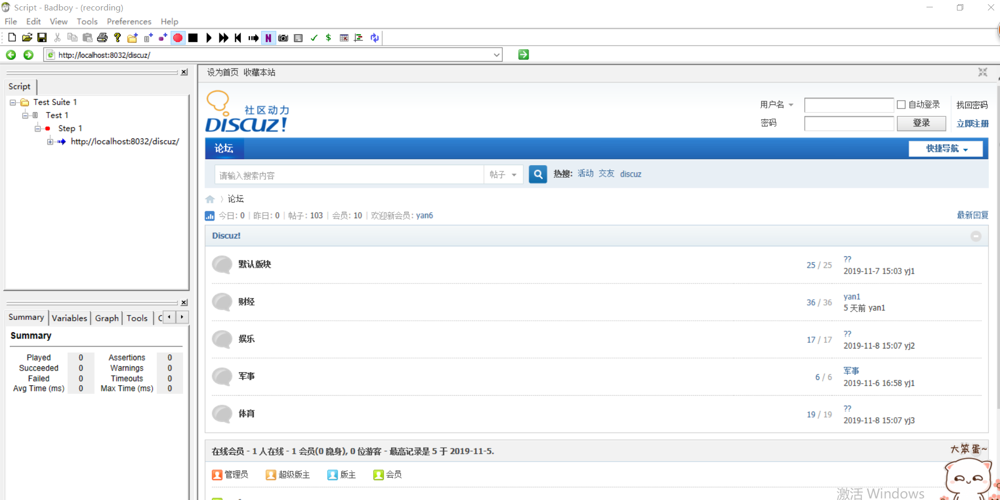 Script - Badboy - (recording)
File Edit View Tools Preferences Help
http://localhost:8032/discuz/
Script
Test Suite 1
Test 1
Step 1
http://localhost:8032/discuz/
Summary Variables Graph Tools
Summary
Played 0 Assertions 0
Succeeded 0 Warnings 0
Failed 0 Timeouts 0
Avg Time (ms) 0 Max Time (ms) 0
设为首页 收藏本站
社区动力
DISCUZ!
用户名 自动登录 找回密码
密码 登录 立即注册
论坛 快捷导航
请输入搜索内容 帖子 热搜: 活动 交友 discuz
〉 论坛
今日: 0 | 昨日: 0 | 帖子: 103 | 会员: 10 | 欢迎新会员: yan6 最新回复
Discuz!
默认版块 25 / 25 ??
2019-11-7 15:03 yj1
财经 36 / 36 yan1
5 天前 yan1
娱乐 17 / 17 ??
2019-11-8 15:07 yj2
军事 6 / 6 军事
2019-11-6 16:58 yj1
体育 19 / 19 ??
2019-11-8 15:07 yj3
在线会员 - 1 人在线 - 1 会员(0 隐身), 0 位游客 - 最高记录是 5 于 2019-11-5.
大笨蛋~
管理员 超级版主 版主 会员
激活 Windows